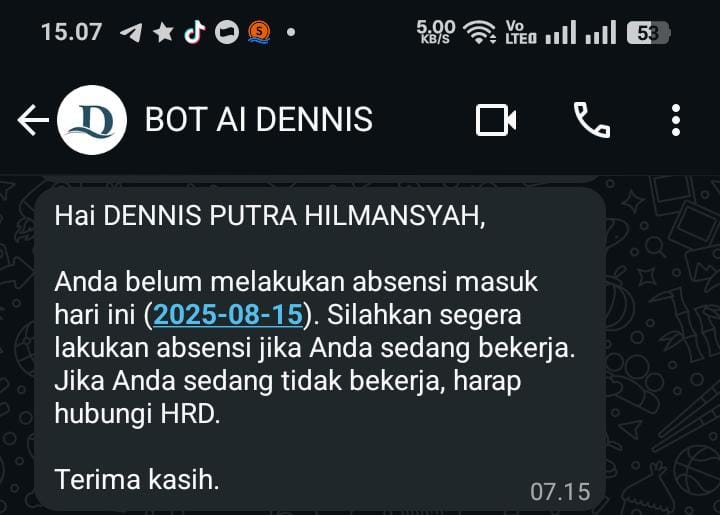 15.07 5.00 KB/S Vo LTE 53
BOT AI DENNIS
Hai DENNIS PUTRA HILMANSYAH,
Anda belum melakukan absensi masuk
hari ini (2025-08-15). Silahkan segera
lakukan absensi jika Anda sedang bekerja.
Jika Anda sedang tidak bekerja, harap
hubungi HRD.
Terima kasih.
07.15